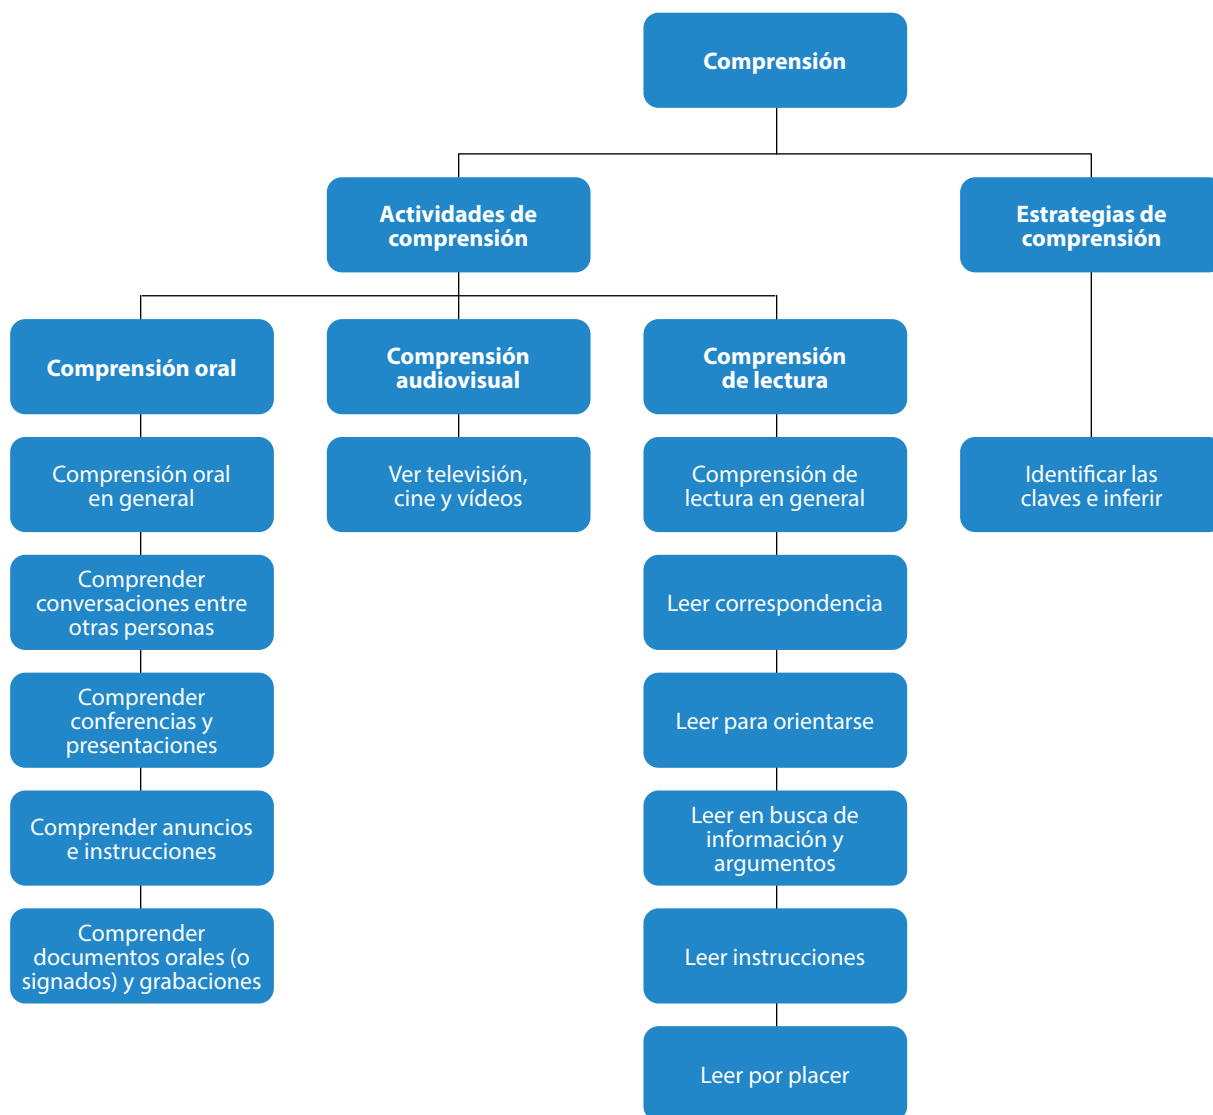 Comprensión
Actividades de
comprensión
Estrategias de
comprensión
Comprensión oral
Comprensión
audiovisual
Comprensión
de lectura
Comprensión oral
en general
Ver televisión,
cine y vídeos
Comprensión de
lectura en general
Identificar las
claves e inferir
Comprender
conversaciones entre
otras personas
Leer correspondencia
Comprender
conferencias y
presentaciones
Leer para orientarse
Comprender anuncios
e instrucciones
Leer en busca de
información y
argumentos
Comprender
documentos orales (o
signados) y grabaciones
Leer instrucciones
Leer por placer